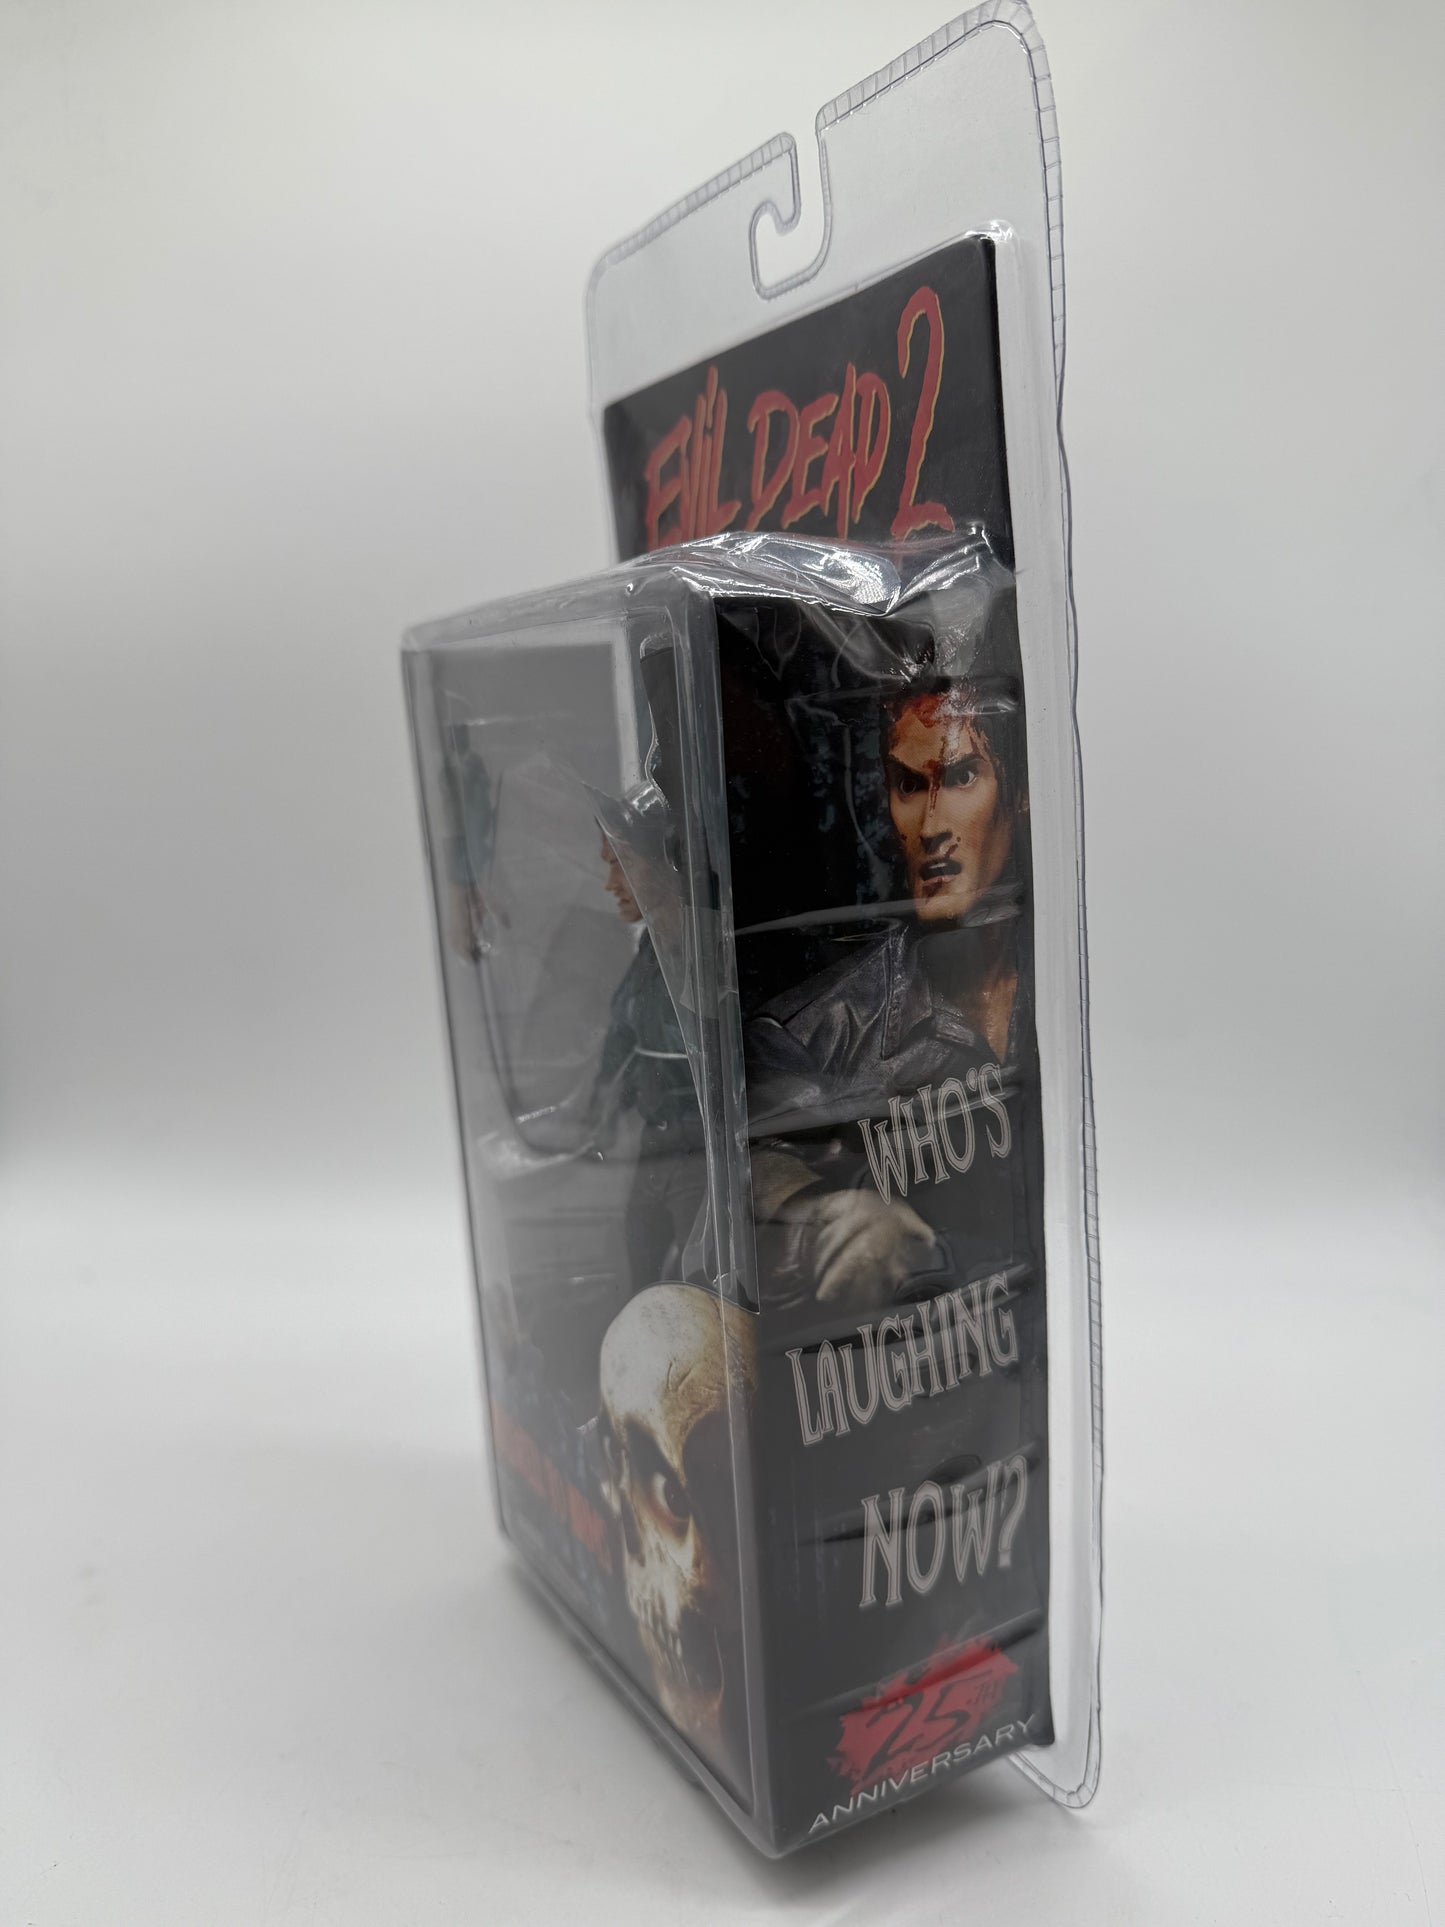 EVIL DEAD 2
WHO'S
LAUGHING
NOW?
25TH
ANNIVERSARY